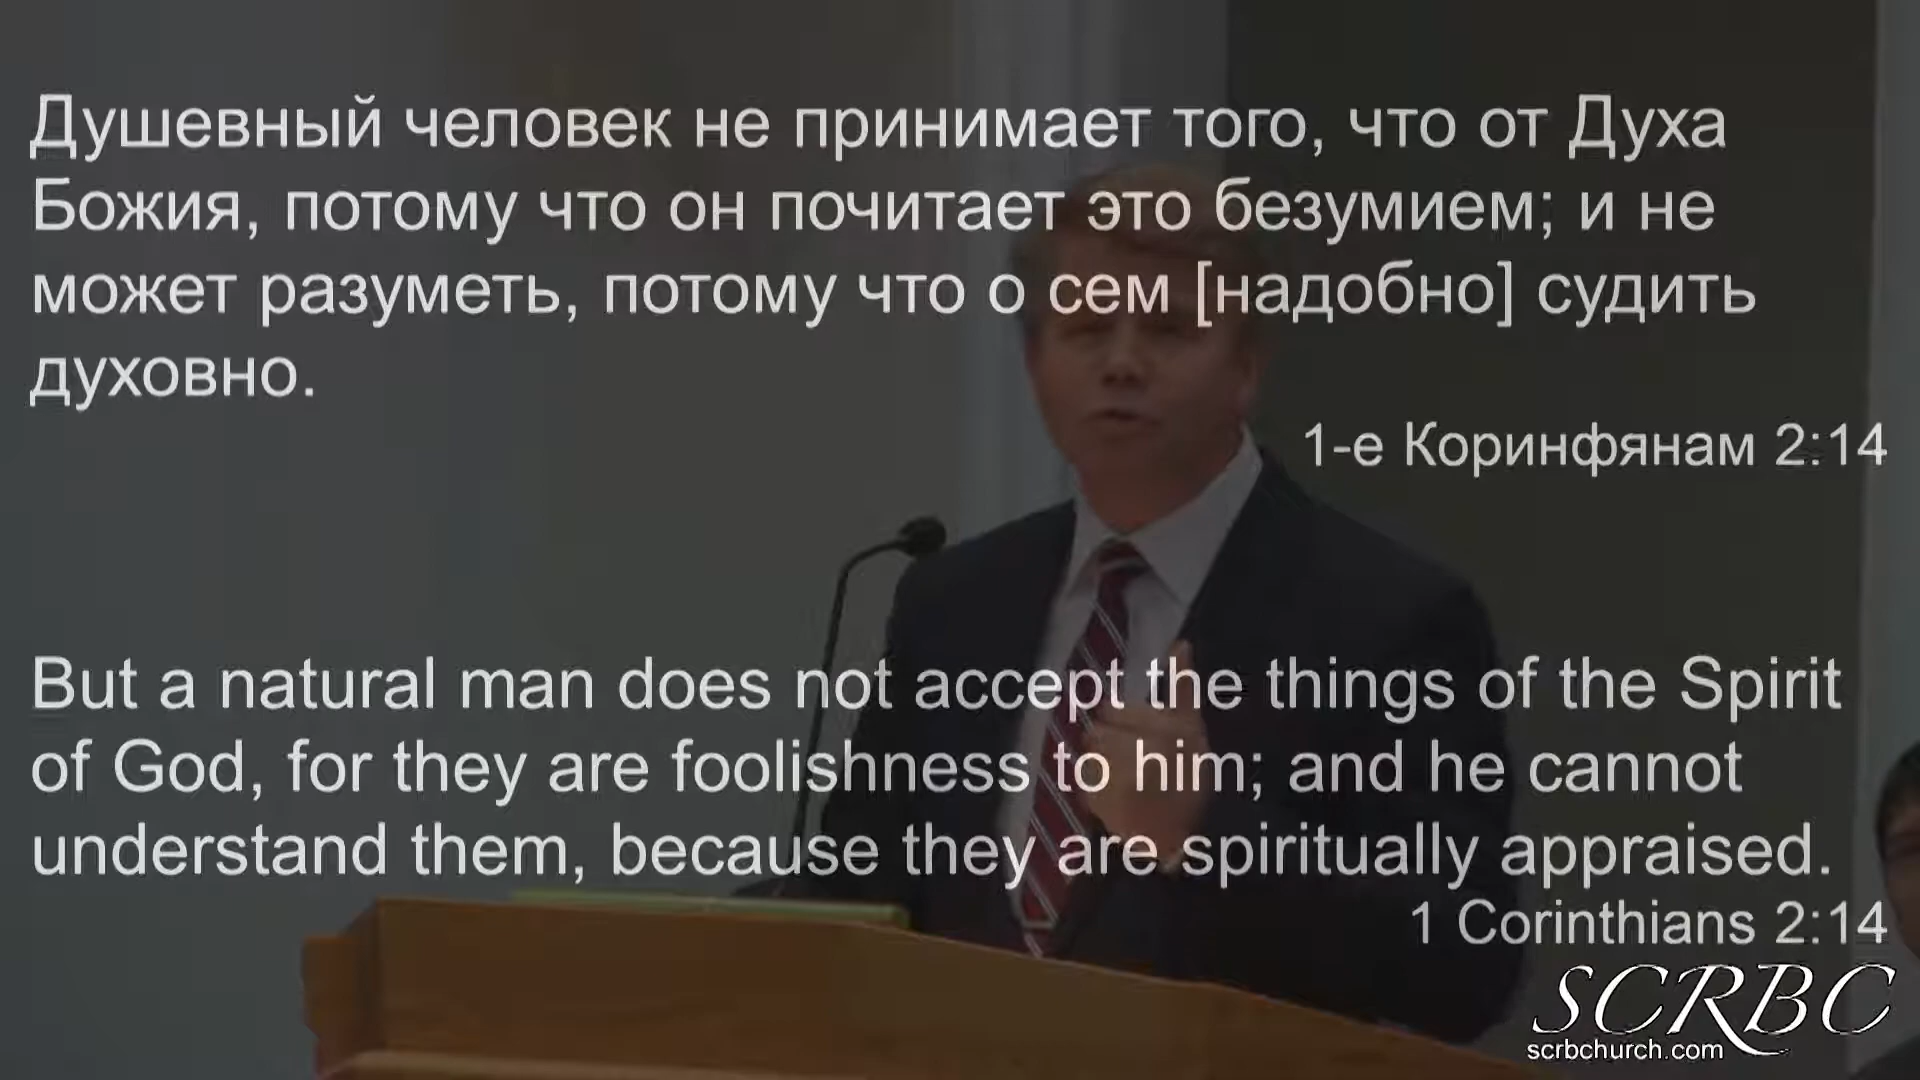 Душевный человек не принимает того, что от Духа
Божия, потому что он почитает это безумием; и не
может разуметь, потому что о сем [надобно] судить
духовно.
1-е Коринфянам 2:14
But a natural man does not accept the things of the Spirit
of God, for they are foolishness to him; and he cannot
understand them, because they are spiritually appraised.
1 Corinthians 2:14
SCRBC
scrbchurch.com